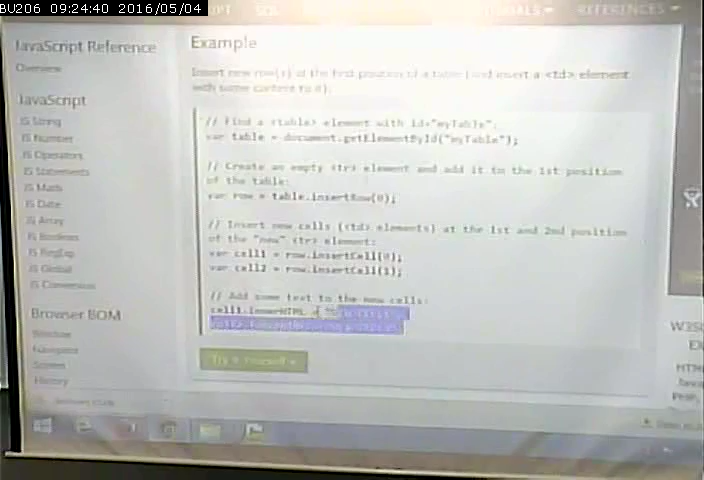 BU206 09:24:40 2016/05/04
REFERENCES
JavaScript Reference
Overview
JavaScript
JS String
JS Number
JS Operators
JS Statements
JS Math
JS Date
JS Array
JS Boolean
JS RegExp
JS Global
JS Conversion
Browser BOM
Window
Navigator
Screen
History
Example
Insert new row(s) at the first position of a table (and insert a <td> element
with some content to it):
// Find a <table> element with id="myTable":
var table = document.getElementById("myTable");
// Create an empty <tr> element and add it to the 1st position
of the table:
var row = table.insertRow(0);
// Insert new cells (<td> elements) at the 1st and 2nd position
of the "new" <tr> element:
var cell1 = row.insertCell(0);
var cell2 = row.insertCell(1);
// Add some text to the new cells:
cell1.innerHTML =
Try it Yourself »